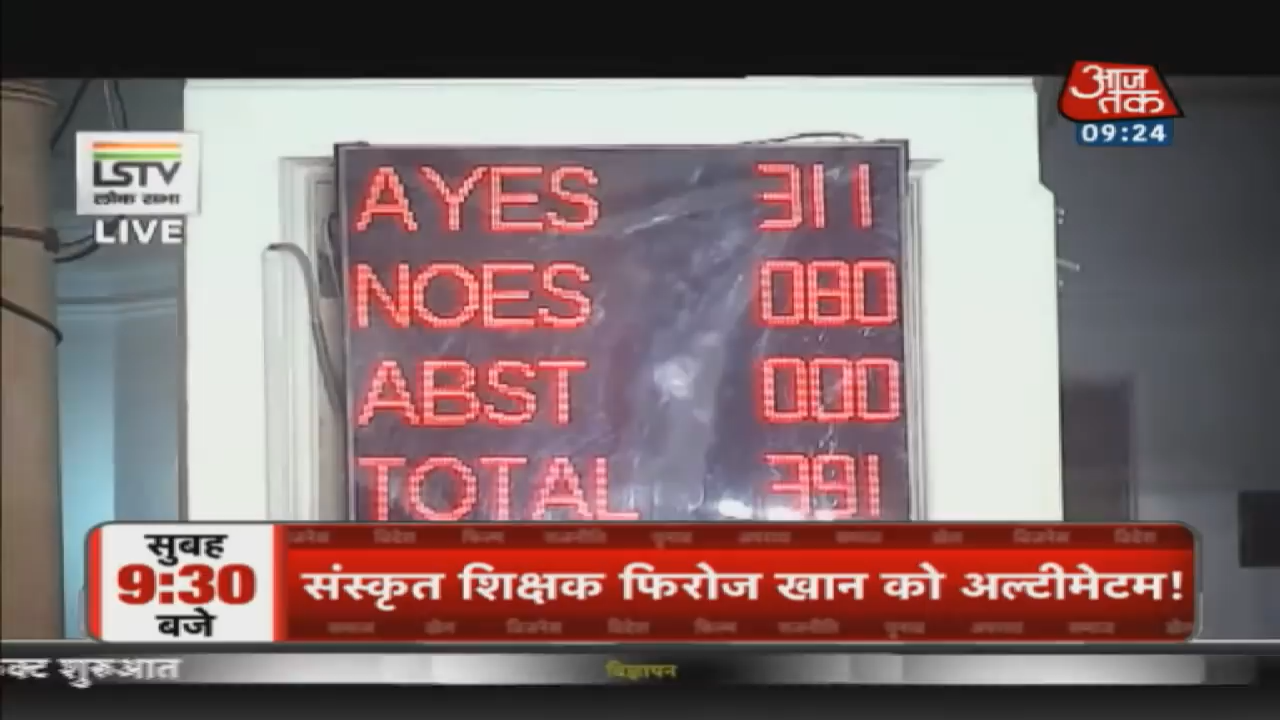 आज
तक
09:24
LSTV
लोक सभा
LIVE
AYES 311
NOES 080
ABST 000
TOTAL 391
सुबह
9:30
बजे
संस्कृत शिक्षक फिरोज खान को अल्टीमेटम!
शुरूआत
विज्ञापन